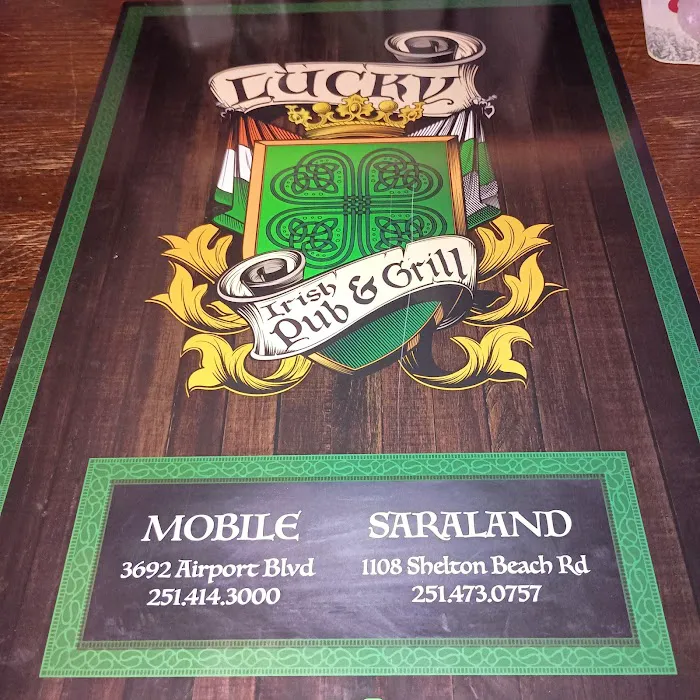 LUCKY
Irish
Pub & Grill
MOBILE
3692 Airport Blvd
251.414.3000
SARALAND
1108 Shelton Beach Rd
251.473.0757